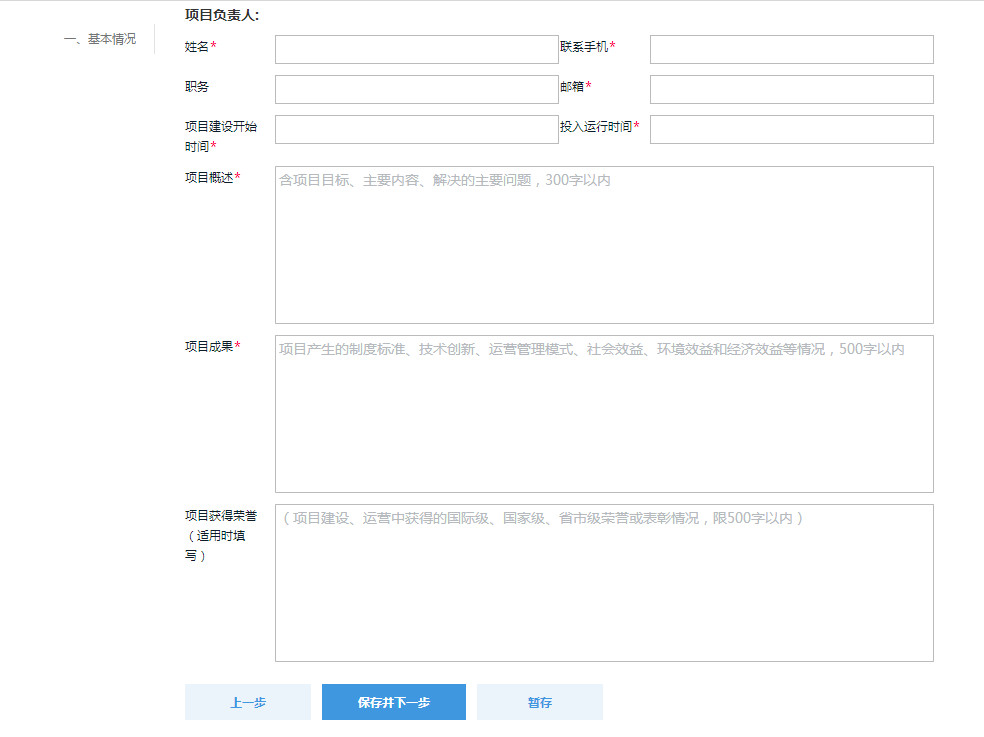 项目负责人:
一、基本情况
姓名*
联系手机*
职务
邮箱*
项目建设开始
时间*
投入运行时间*
项目概述*
含项目目标、主要内容、解决的主要问题，300字以内
项目成果*
项目产生的制度标准、技术创新、运营管理模式、社会效益、环境效益和经济效益等情况，500字以内
项目获得荣誉
（适用时填
写）
（项目建设、运营中获得的国际级、国家级、省市级荣誉或表彰情况，限500字以内）
上一步
保存并下一步
暂存